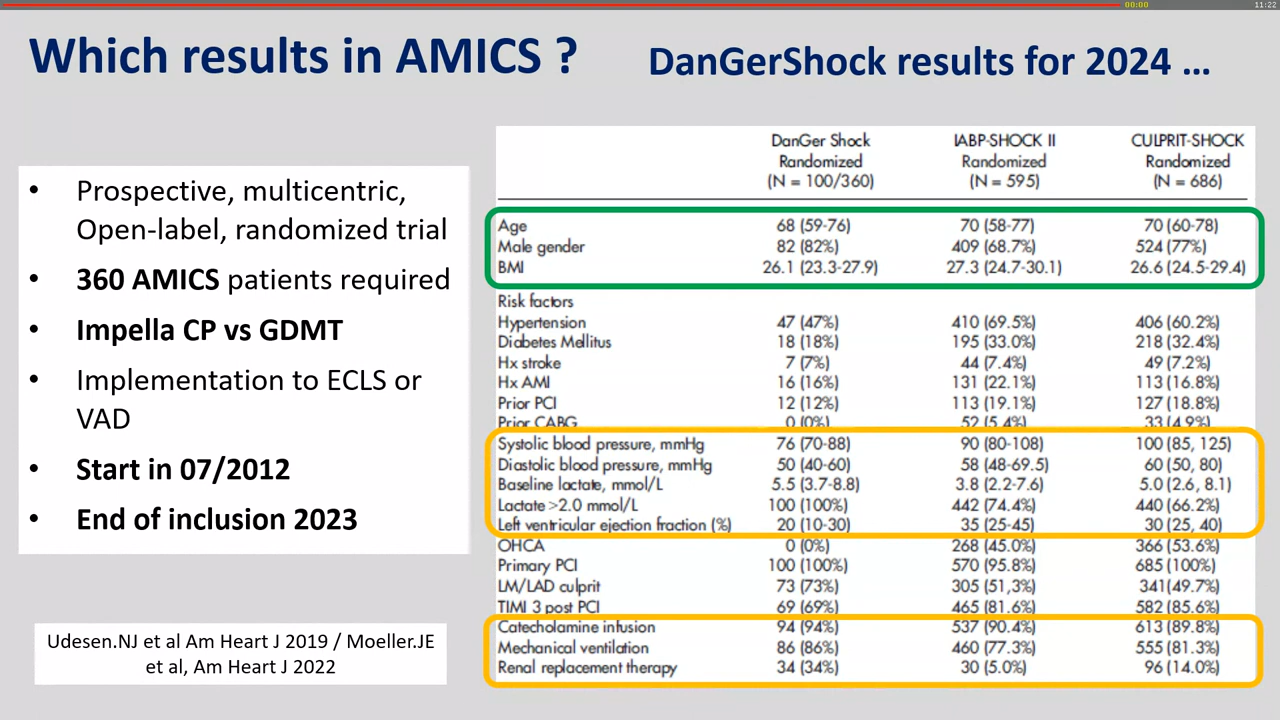 00:00
11:22
Which results in AMICS ?
DanGerShock results for 2024 ...
• Prospective, multicentric,
Open-label, randomized trial
• 360 AMICS patients required
• Impella CP vs GDMT
• Implementation to ECLS or
VAD
• Start in 07/2012
• End of inclusion 2023
Udesen.NJ et al Am Heart J 2019 / Moeller.JE
et al, Am Heart J 2022
DanGer Shock IABP-SHOCK II CULPRIT-SHOCK
Randomized Randomized Randomized
(N = 100/360) (N = 595) (N = 686)
Age 68 (59-76) 70 (58-77) 70 (60-78)
Male gender 82 (82%) 409 (68.7%) 524 (77%)
BMI 26.1 (23.3-27.9) 27.3 (24.7-30.1) 26.6 (24.5-29.4)
Risk factors
Hypertension 47 (47%) 410 (69.5%) 406 (60.2%)
Diabetes Mellitus 18 (18%) 195 (33.0%) 218 (32.4%)
Hx stroke 7 (7%) 44 (7.4%) 49 (7.2%)
Hx AMI 16 (16%) 131 (22.1%) 113 (16.8%)
Prior PCI 12 (12%) 113 (19.1%) 127 (18.8%)
Prior CABG 0 (0%) 52 (5.4%) 33 (4.9%)
Systolic blood pressure, mmHg 76 (70-88) 90 (80-108) 100 (85, 125)
Diastolic blood pressure, mmHg 50 (40-60) 58 (48-69.5) 60 (50, 80)
Baseline lactate, mmol/L 5.5 (3.7-8.8) 3.8 (2.2-7.6) 5.0 (2.6, 8.1)
Lactate >2.0 mmol/L 100 (100%) 442 (74.4%) 440 (66.2%)
Left ventricular ejection fraction (%) 20 (10-30) 35 (25-45) 30 (25, 40)
OHCA 0 (0%) 268 (45.0%) 366 (53.6%)
Primary PCI 100 (100%) 570 (95.8%) 685 (100%)
LM/LAD culprit 73 (73%) 305 (51,3%) 341(49.7%)
TIMI 3 post PCI 69 (69%) 465 (81.6%) 582 (85.6%)
Catecholamine infusion 94 (94%) 537 (90.4%) 613 (89.8%)
Mechanical ventilation 86 (86%) 460 (77.3%) 555 (81.3%)
Renal replacement therapy 34 (34%) 30 (5.0%) 96 (14.0%)